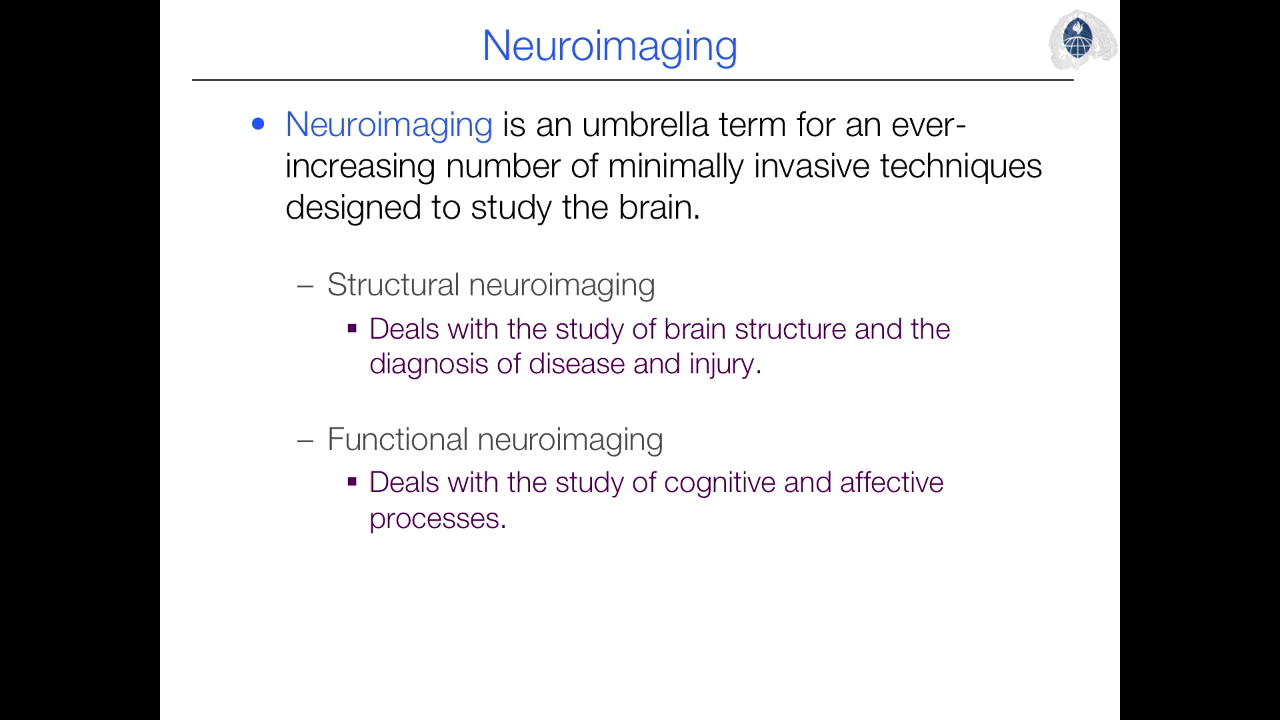 Neuroimaging
• Neuroimaging is an umbrella term for an ever-
increasing number of minimally invasive techniques
designed to study the brain.
– Structural neuroimaging
▪ Deals with the study of brain structure and the
diagnosis of disease and injury.
– Functional neuroimaging
▪ Deals with the study of cognitive and affective
processes.